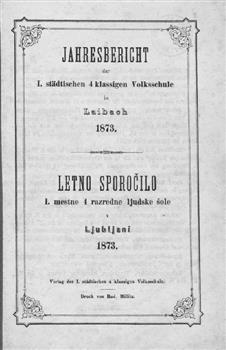 JAHRESBERICHT
der
I. städtischen 4 klassigen Volksschule
in
Laibach
1873.
LETNO SPOROČILO
I. mestne 4 razredne ljudske šole
v
Ljubljani
1873.
Verlag der I. städtischen 4 klassigen Volksschule.
Druck von Rud. Millitz.